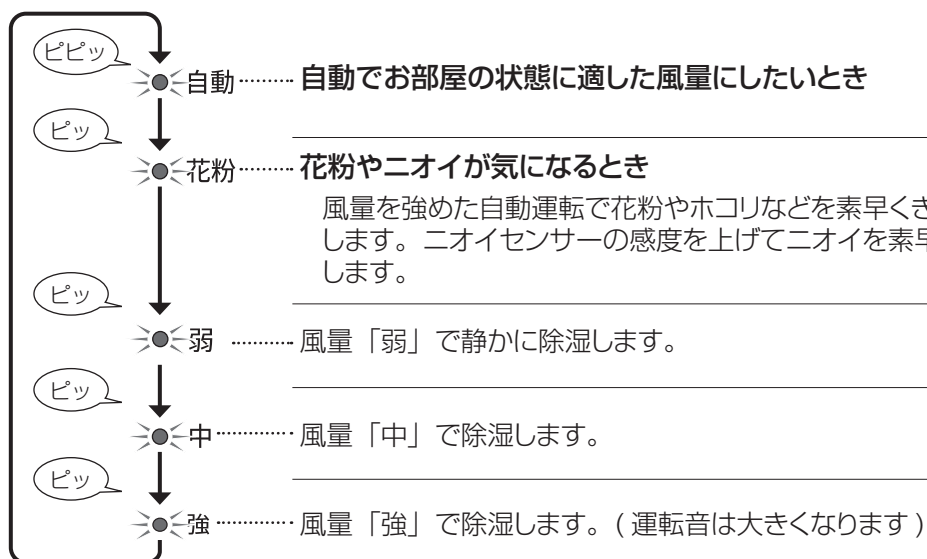 ピピッ
自動 自動でお部屋の状態に適した風量にしたいとき
ピッ
花粉 花粉やニオイが気になるとき
風量を強めた自動運転で花粉やホコリなどを素早く
します。ニオイセンサーの感度を上げてニオイを素
します。
ピッ
弱 風量「弱」で静かに除湿します。
ピッ
中 風量「中」で除湿します。
ピッ
強 風量「強」で除湿します。(運転音は大きくなります)